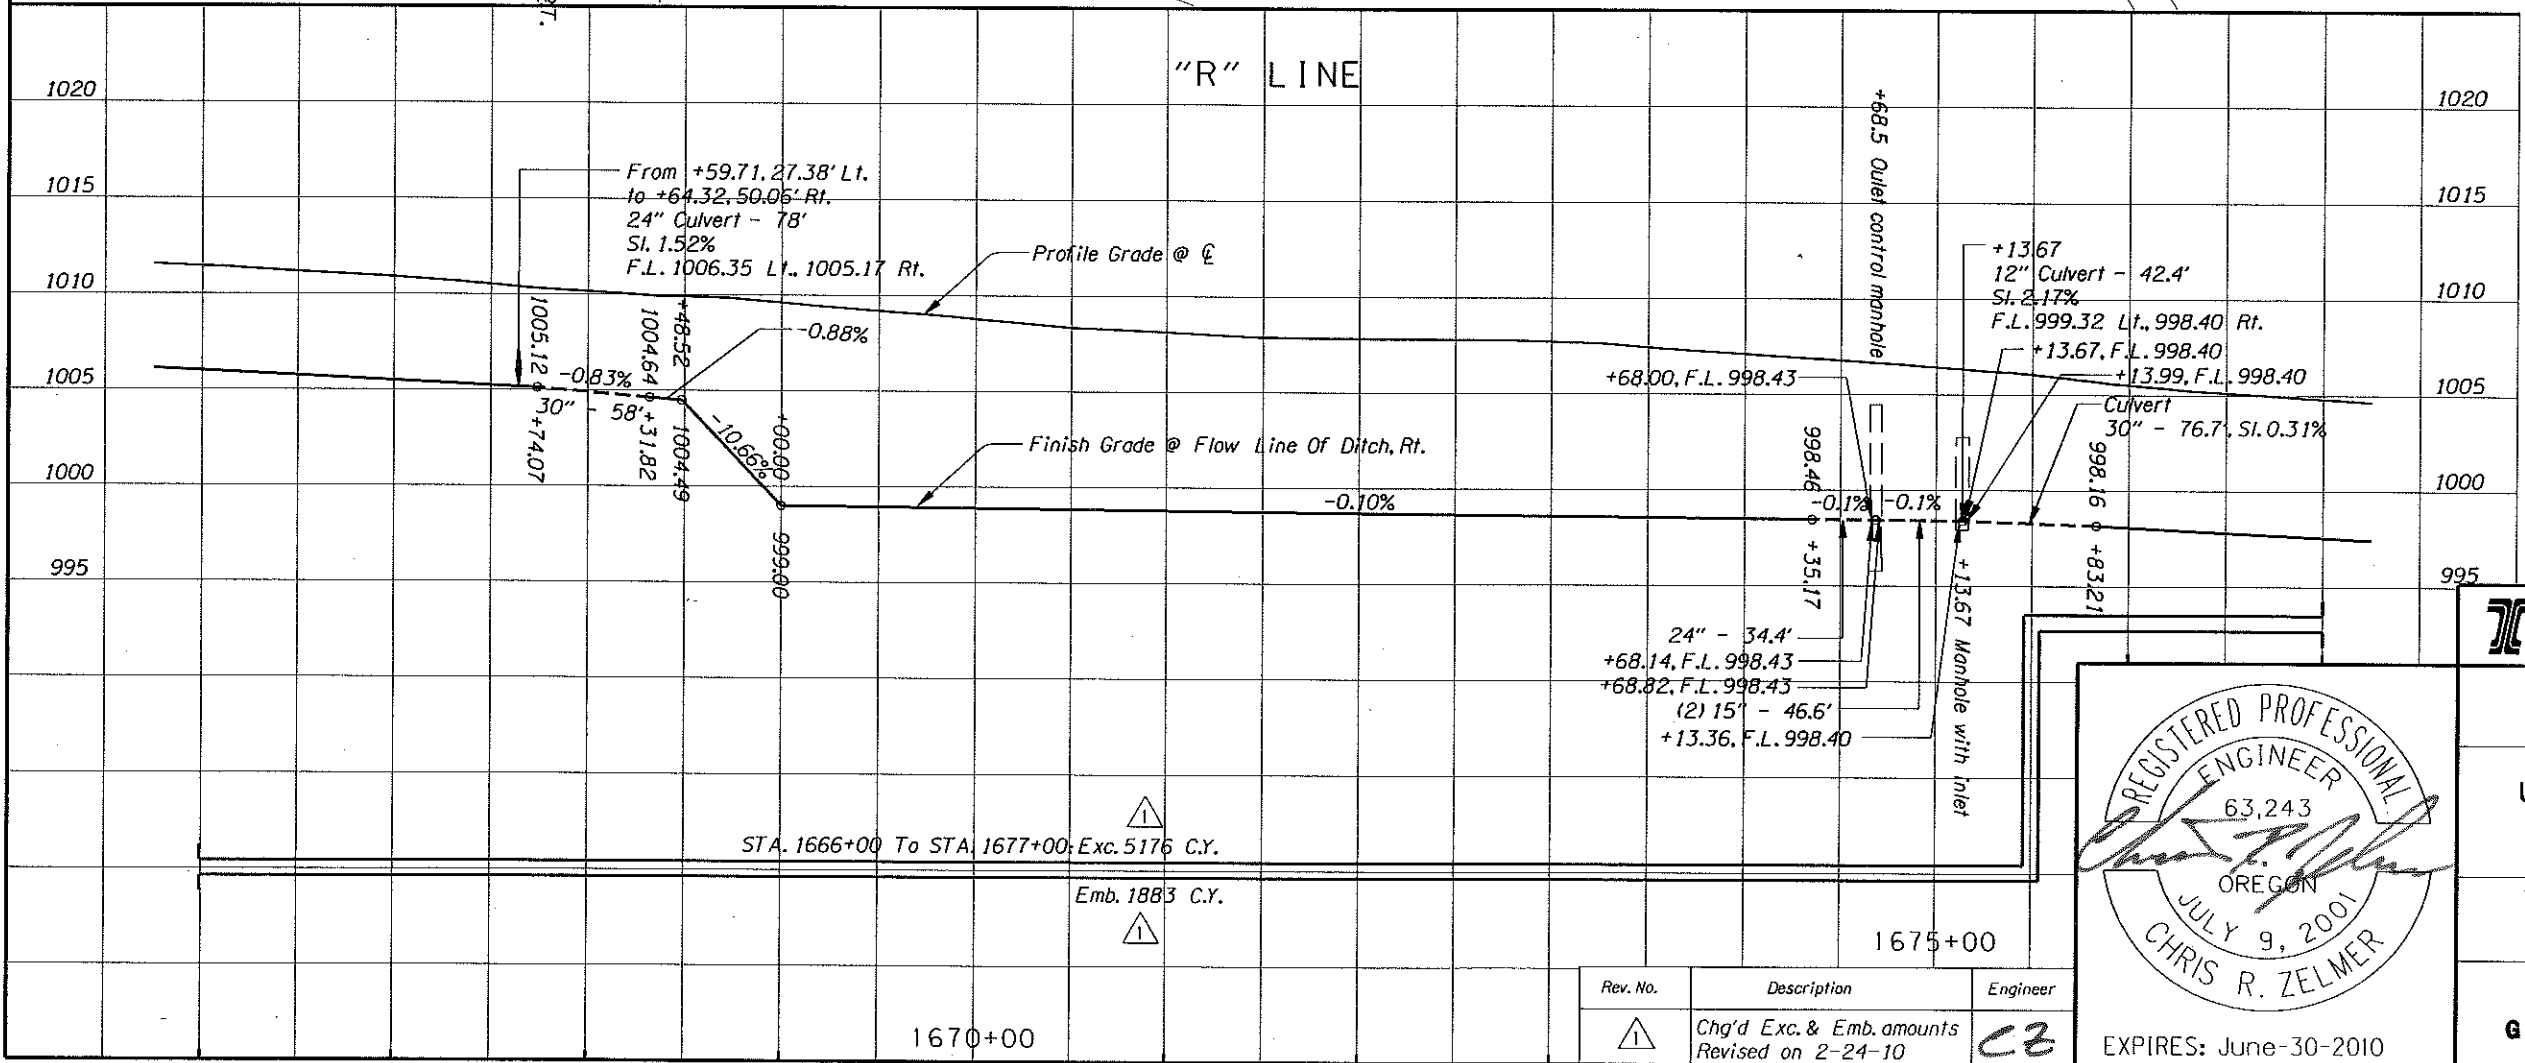 RT.
"R" LINE
1020
1015
1010
1005
1000
995
1020
1015
1010
1005
1000
995
From +59.71, 27.38' Lt.
to +64.32, 50.06' Rt.
24" Culvert - 78'
Sl. 1.52%
F.L. 1006.35 Lt., 1005.17 Rt.
Profile Grade @ ℄
-0.88%
1005.12
+74.07
-0.83%
30" - 58'
1004.64
+31.82
+48.52
1004.49
-10.66%
+00.00
999.00
Finish Grade @ Flow Line Of Ditch, Rt.
-0.10%
+68.5 Oulet control manhole
+68.00, F.L. 998.43
998.46
+35.17
-0.1%
-0.1%
+13.67
12" Culvert - 42.4'
Sl. 2.17%
F.L. 999.32 Lt., 998.40 Rt.
+13.67, F.L. 998.40
+13.99, F.L. 998.40
Culvert
30" - 76.7', Sl. 0.31%
998.16
+83.21
24" - 34.4'
+68.14, F.L. 998.43
+68.82, F.L. 998.43
(2) 15" - 46.6'
+13.36, F.L. 998.40
+13.67 Manhole with inlet
1
STA. 1666+00 To STA. 1677+00: Exc. 5176 C.Y.
Emb. 1883 C.Y.
1
1670+00
1675+00
Rev. No. Description Engineer
1 Chg'd Exc. & Emb. amounts
Revised on 2-24-10
CZ
REGISTERED PROFESSIONAL
ENGINEER
63,243
OREGON
JULY 9, 2001
CHRIS R. ZELMER
EXPIRES: June-30-2010
G